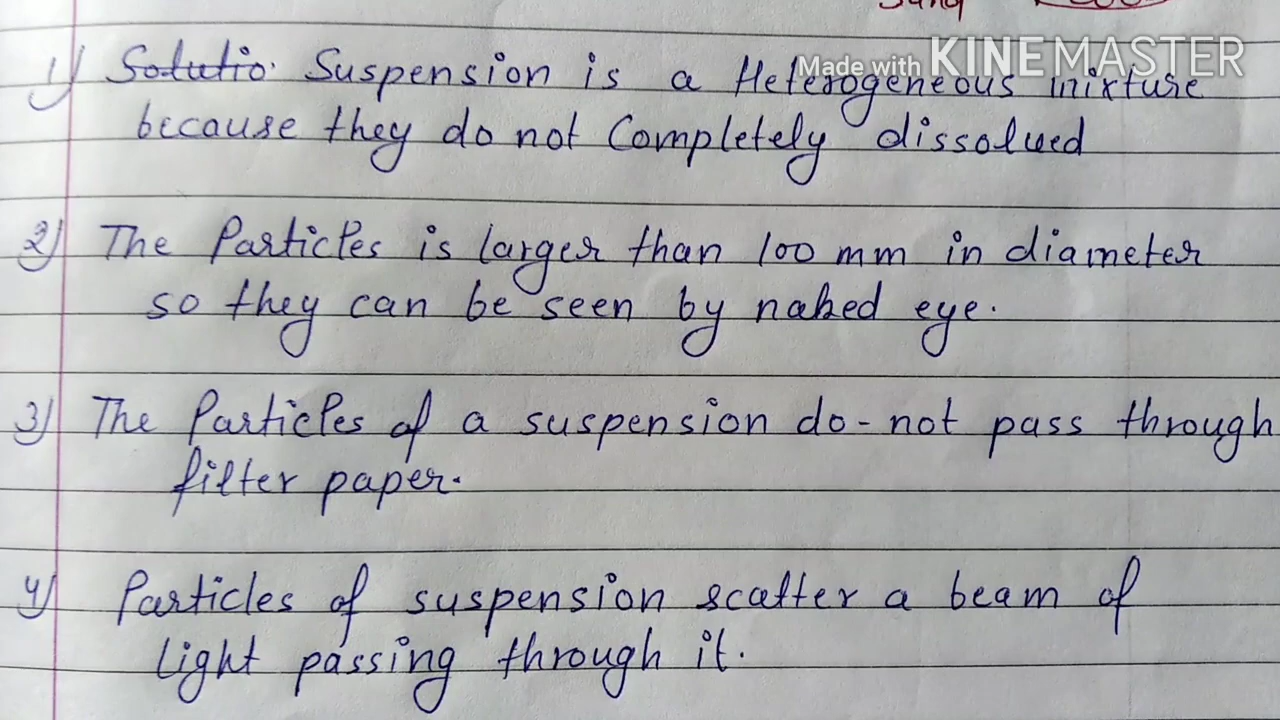 Sand
Made with KINEMASTER
1) Solutio. Suspension is a Heterogeneous mixture
because they do not Completely dissolved
2) The Particles is larger than 100 mm in diameter
so they can be seen by naked eye.
3) The Particles of a suspension do-not pass through
filter paper.
4) Particles of suspension scatter a beam of
light passing through it.